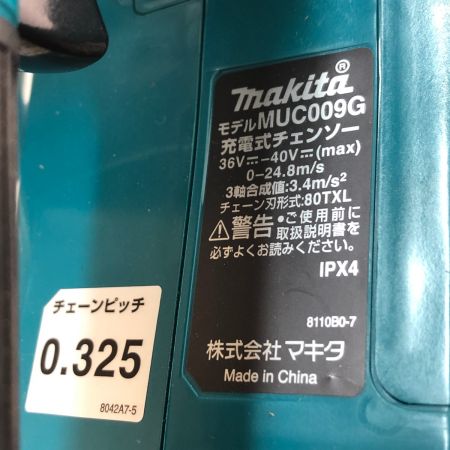 makita®
モデルMUC009G
充電式チェンソー
36V⎓-40V⎓(max)
0-24.8m/s
3軸合成値:3.4m/s²
チェーン刃形式:80TXL
⚠警告・ご使用前に
取扱説明書を
必ずよくお読みください。
IPX4
8110B0-7
株式会社 マキタ
Made in China
チェーンピッチ
0.325
8042A7-5